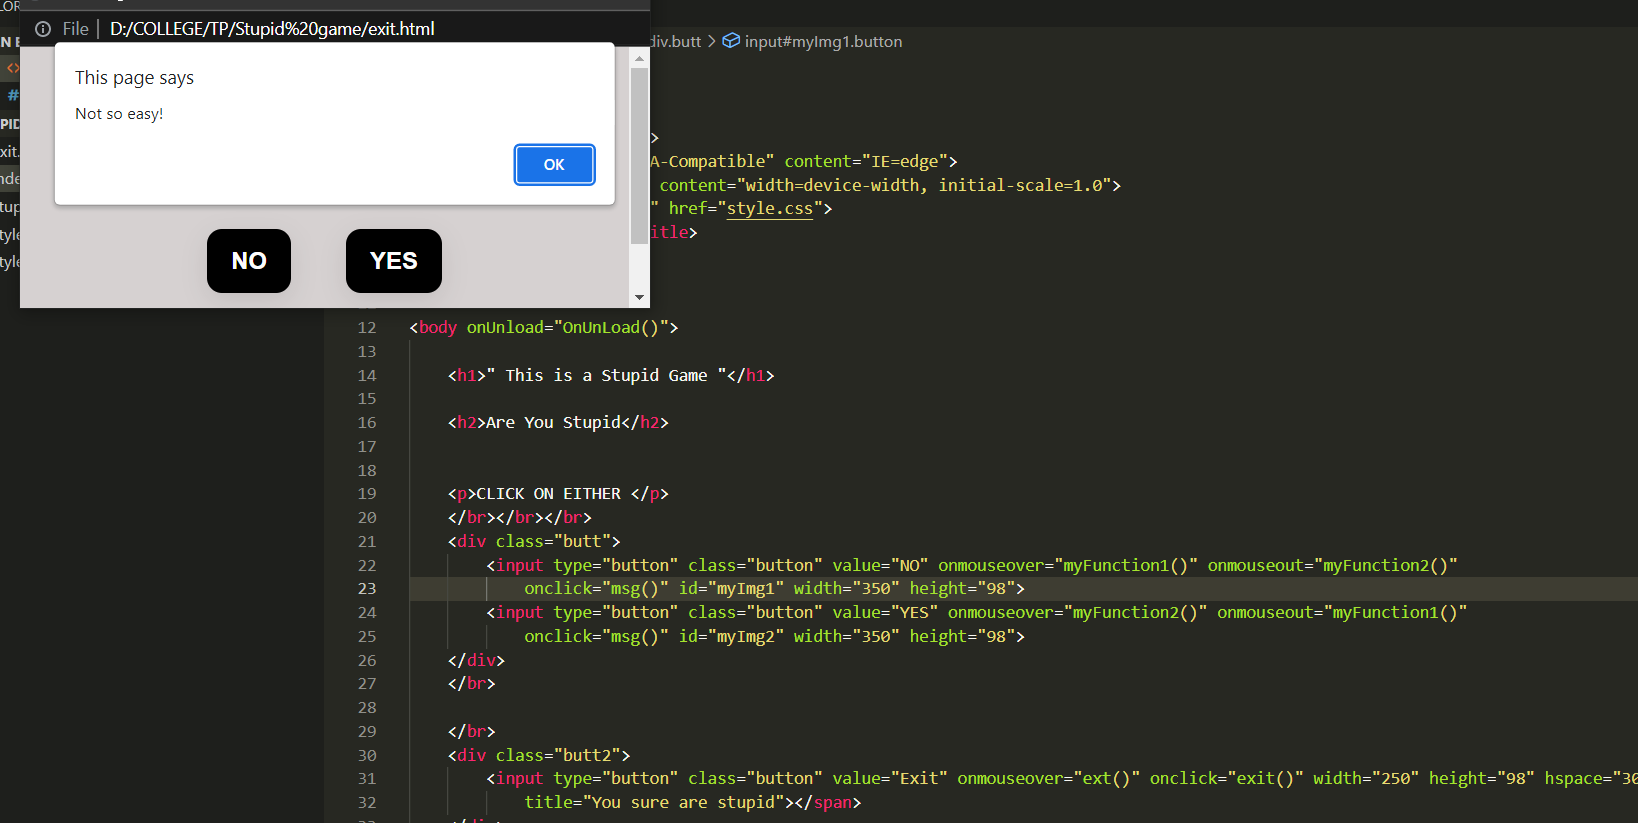 File | D:/COLLEGE/TP/Stupid%20game/exit.html
This page says
Not so easy!
OK
NO YES
div.butt > input#myImg1.button
>
A-Compatible" content="IE=edge">
content="width=device-width, initial-scale=1.0">
" href="style.css">
itle>
12 <body onUnload="OnUnLoad()">
13
14 <h1>" This is a Stupid Game "</h1>
15
16 <h2>Are You Stupid</h2>
17
18
19 <p>CLICK ON EITHER </p>
20 </br></br></br>
21 <div class="butt">
22 <input type="button" class="button" value="NO" onmouseover="myFunction1()" onmouseout="myFunction2()"
23 onclick="msg()" id="myImg1" width="350" height="98">
24 <input type="button" class="button" value="YES" onmouseover="myFunction2()" onmouseout="myFunction1()"
25 onclick="msg()" id="myImg2" width="350" height="98">
26 </div>
27 </br>
28
29 </br>
30 <div class="butt2">
31 <input type="button" class="button" value="Exit" onmouseover="ext()" onclick="exit()" width="250" height="98" hspace="30
32 title="You sure are stupid"></span>